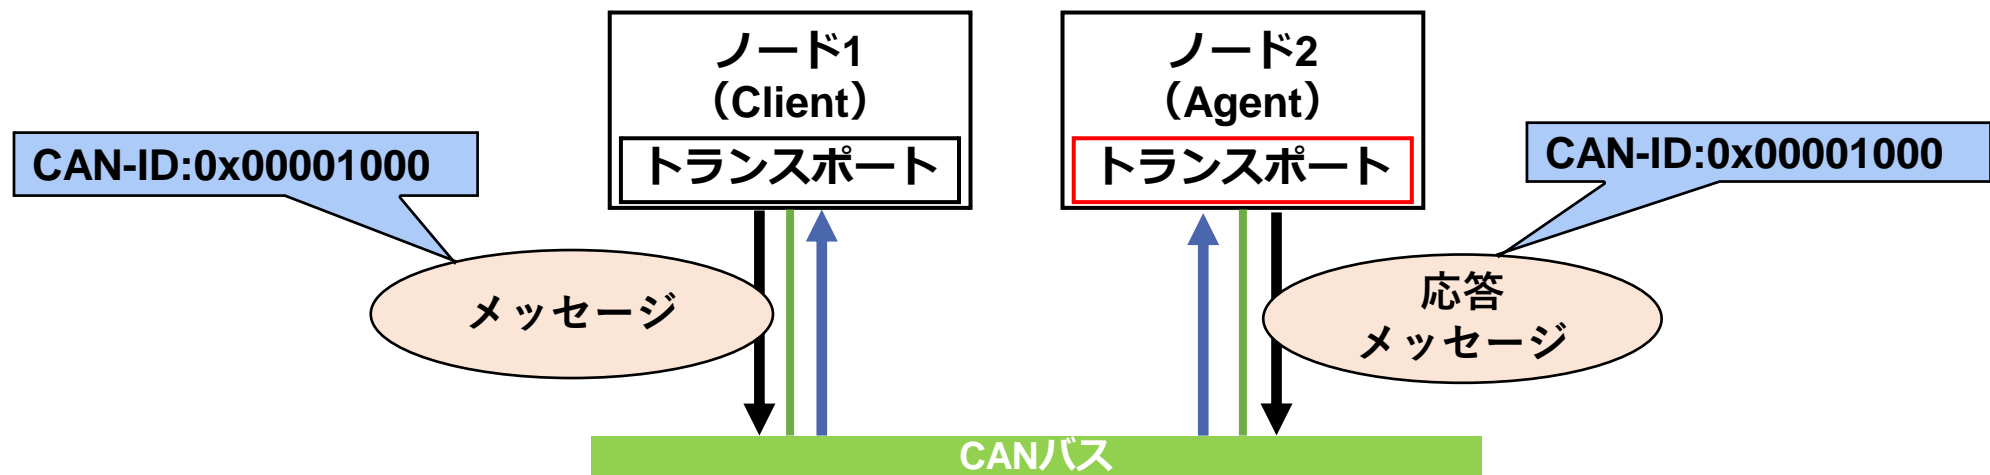 ノード1
（Client）
トランスポート
ノード2
（Agent）
トランスポート
CAN-ID:0x00001000
CAN-ID:0x00001000
メッセージ
応答
メッセージ
CANバス